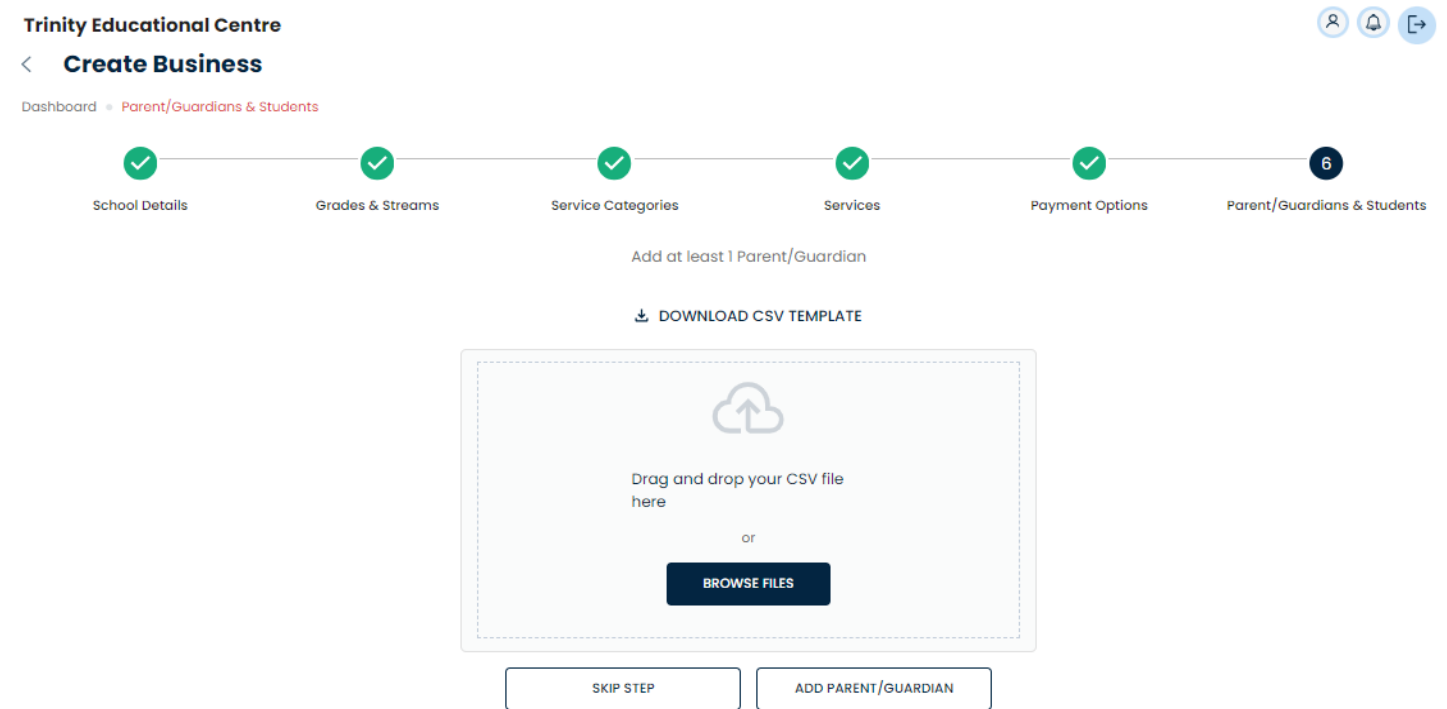 Trinity Educational Centre
Create Business
Dashboard • Parent/Guardians & Students
6
School Details
Grades & Streams
Service Categories
Services
Payment Options
Parent/Guardians & Students
Add at least 1 Parent/Guardian
DOWNLOAD CSV TEMPLATE
Drag and drop your CSV file
here
or
BROWSE FILES
SKIP STEP
ADD PARENT/GUARDIAN